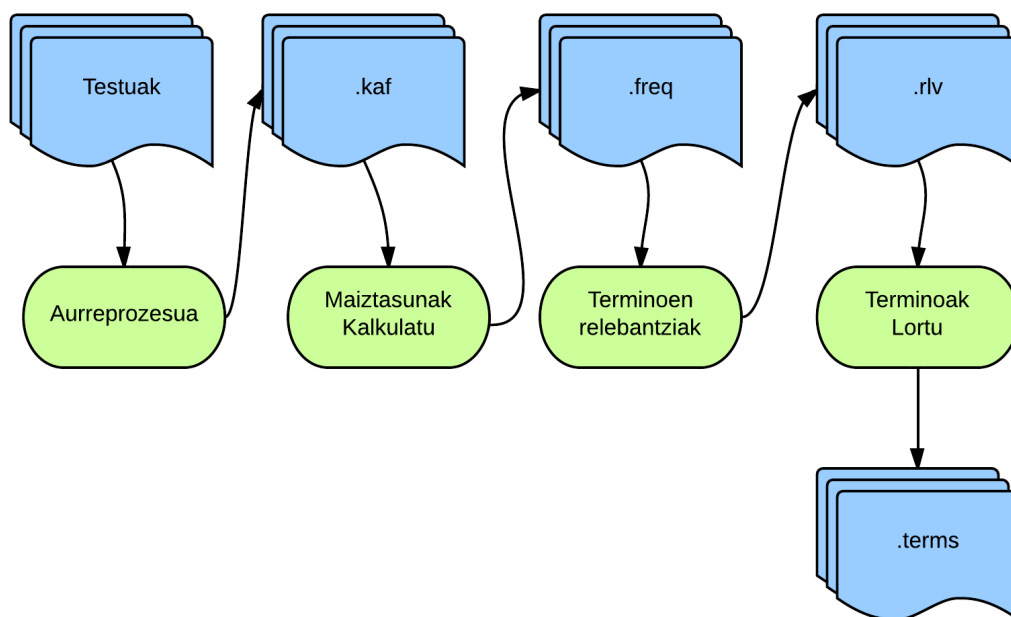 Testuak
.kaf
.freq
.rlv
Aurreprozesua
Maiztasunak
Kalkulatu
Terminoen
relebantziak
Terminoak
Lortu
.terms